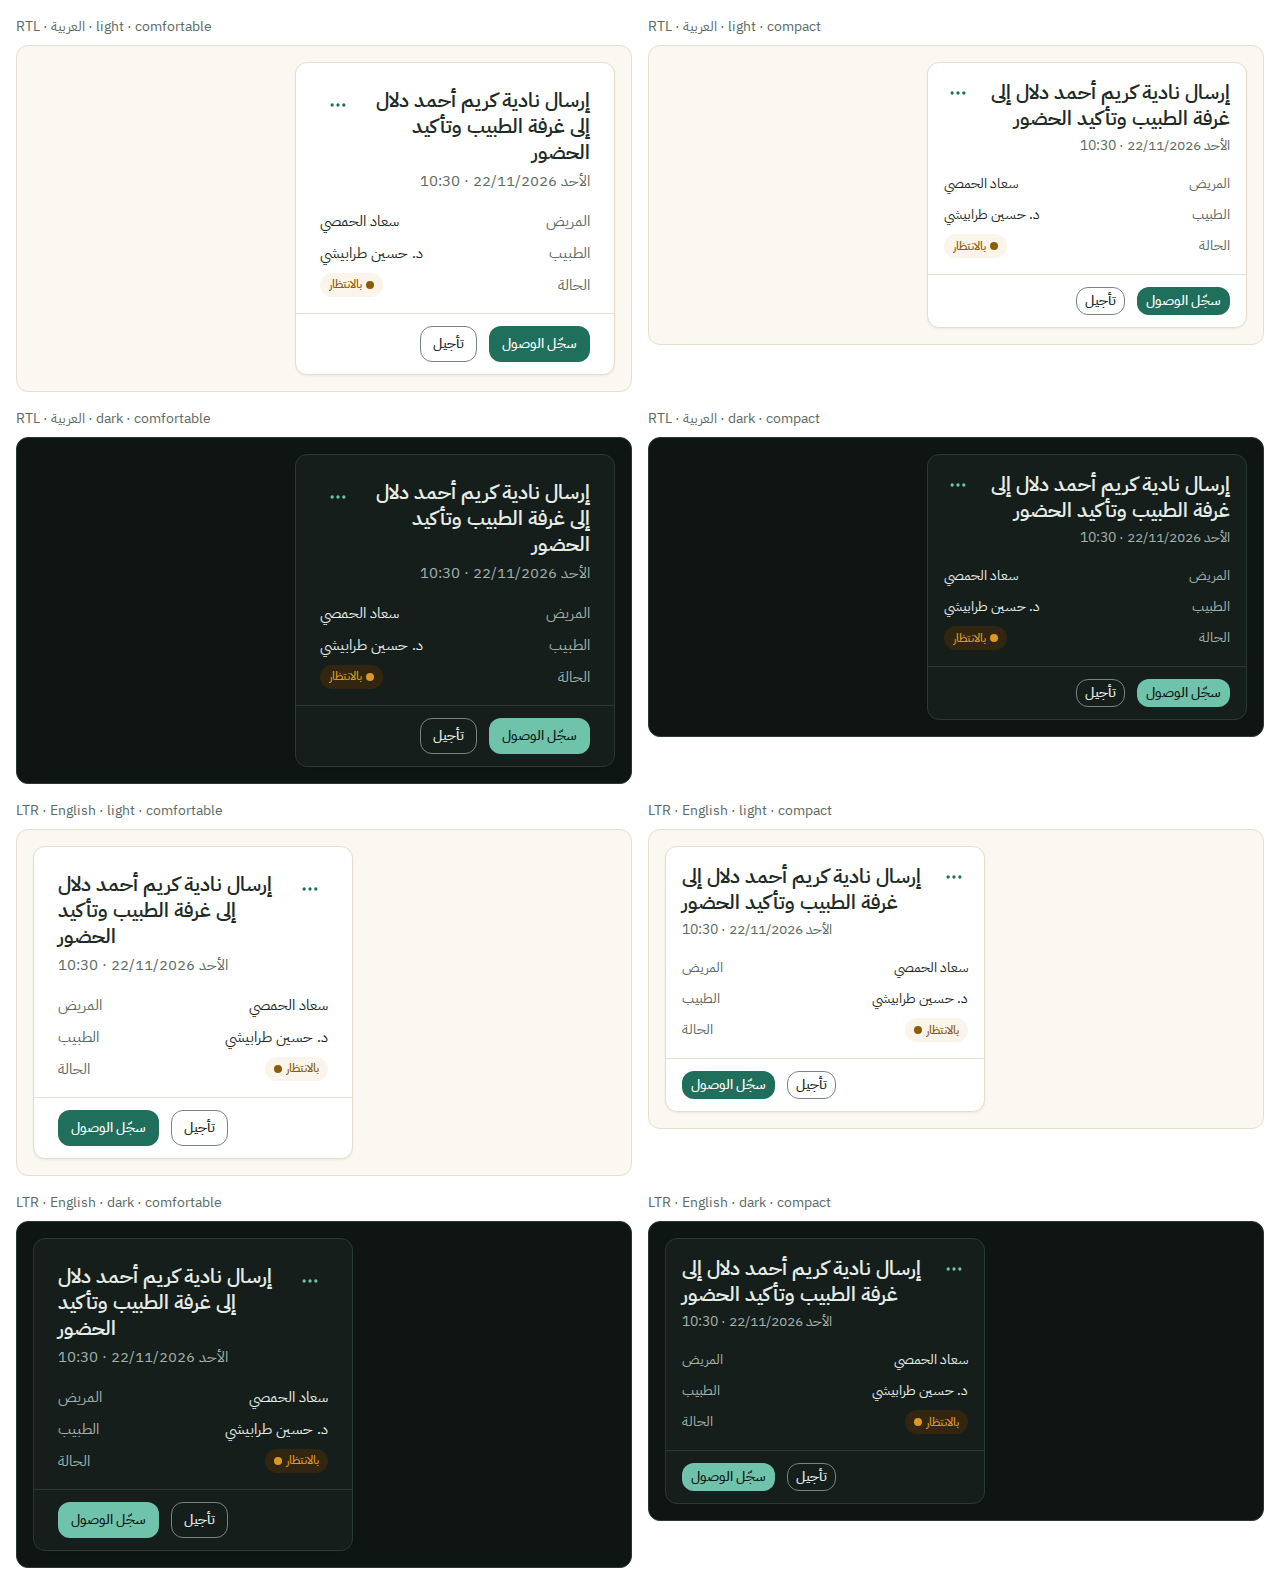 RTL · العربية · light · comfortable
إرسال نادية كريم أحمد دلال
إلى غرفة الطبيب وتأكيد
الحضور
الأحد 22/11/2026 · 10:30
المريض
سعاد الحمصي
الطبيب
د. حسين طرابيشي
الحالة
بالانتظار
سجّل الوصول
تأجيل
RTL · العربية · light · compact
إرسال نادية كريم أحمد دلال إلى
غرفة الطبيب وتأكيد الحضور
الأحد 22/11/2026 · 10:30
المريض
سعاد الحمصي
الطبيب
د. حسين طرابيشي
الحالة
بالانتظار
سجّل الوصول
تأجيل
RTL · العربية · dark · comfortable
إرسال نادية كريم أحمد دلال
إلى غرفة الطبيب وتأكيد
الحضور
الأحد 22/11/2026 · 10:30
المريض
سعاد الحمصي
الطبيب
د. حسين طرابيشي
الحالة
بالانتظار
سجّل الوصول
تأجيل
RTL · العربية · dark · compact
إرسال نادية كريم أحمد دلال إلى
غرفة الطبيب وتأكيد الحضور
الأحد 22/11/2026 · 10:30
المريض
سعاد الحمصي
الطبيب
د. حسين طرابيشي
الحالة
بالانتظار
سجّل الوصول
تأجيل
LTR · English · light · comfortable
إرسال نادية كريم أحمد دلال
إلى غرفة الطبيب وتأكيد
الحضور
الأحد 22/11/2026 · 10:30
المريض
سعاد الحمصي
الطبيب
د. حسين طرابيشي
الحالة
بالانتظار
سجّل الوصول
تأجيل
LTR · English · light · compact
إرسال نادية كريم أحمد دلال إلى
غرفة الطبيب وتأكيد الحضور
الأحد 22/11/2026 · 10:30
المريض
سعاد الحمصي
الطبيب
د. حسين طرابيشي
الحالة
بالانتظار
سجّل الوصول
تأجيل
LTR · English · dark · comfortable
إرسال نادية كريم أحمد دلال
إلى غرفة الطبيب وتأكيد
الحضور
الأحد 22/11/2026 · 10:30
المريض
سعاد الحمصي
الطبيب
د. حسين طرابيشي
الحالة
بالانتظار
سجّل الوصول
تأجيل
LTR · English · dark · compact
إرسال نادية كريم أحمد دلال إلى
غرفة الطبيب وتأكيد الحضور
الأحد 22/11/2026 · 10:30
المريض
سعاد الحمصي
الطبيب
د. حسين طرابيشي
الحالة
بالانتظار
سجّل الوصول
تأجيل